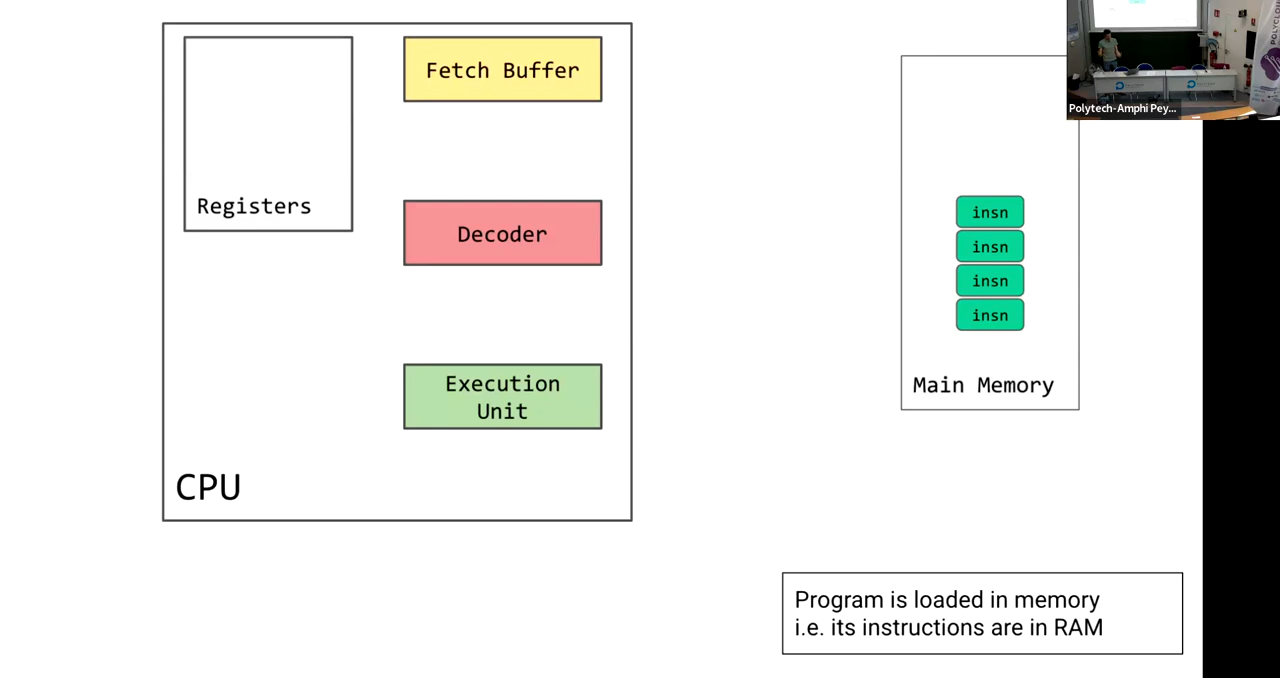 Fetch Buffer
Registers
Decoder
Execution
Unit
CPU
insn
insn
insn
insn
Main Memory
Program is loaded in memory
i.e. its instructions are in RAM
Polytech-Amphi Pey...